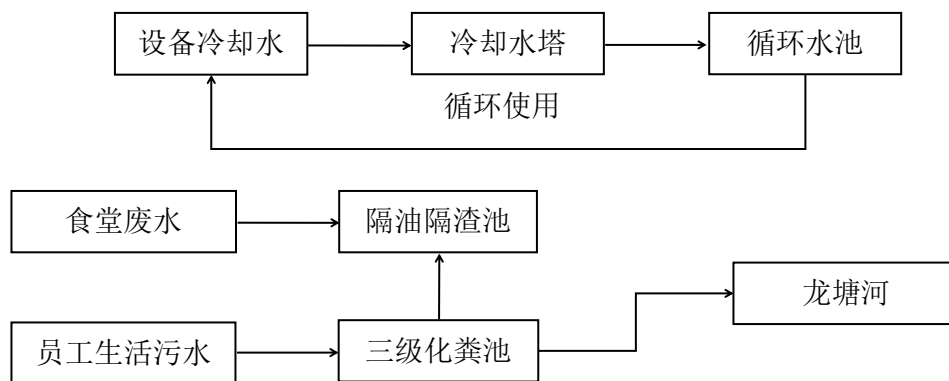 设备冷却水
冷却水塔
循环水池
循环使用
食堂废水
隔油隔渣池
龙塘河
员工生活污水
三级化粪池